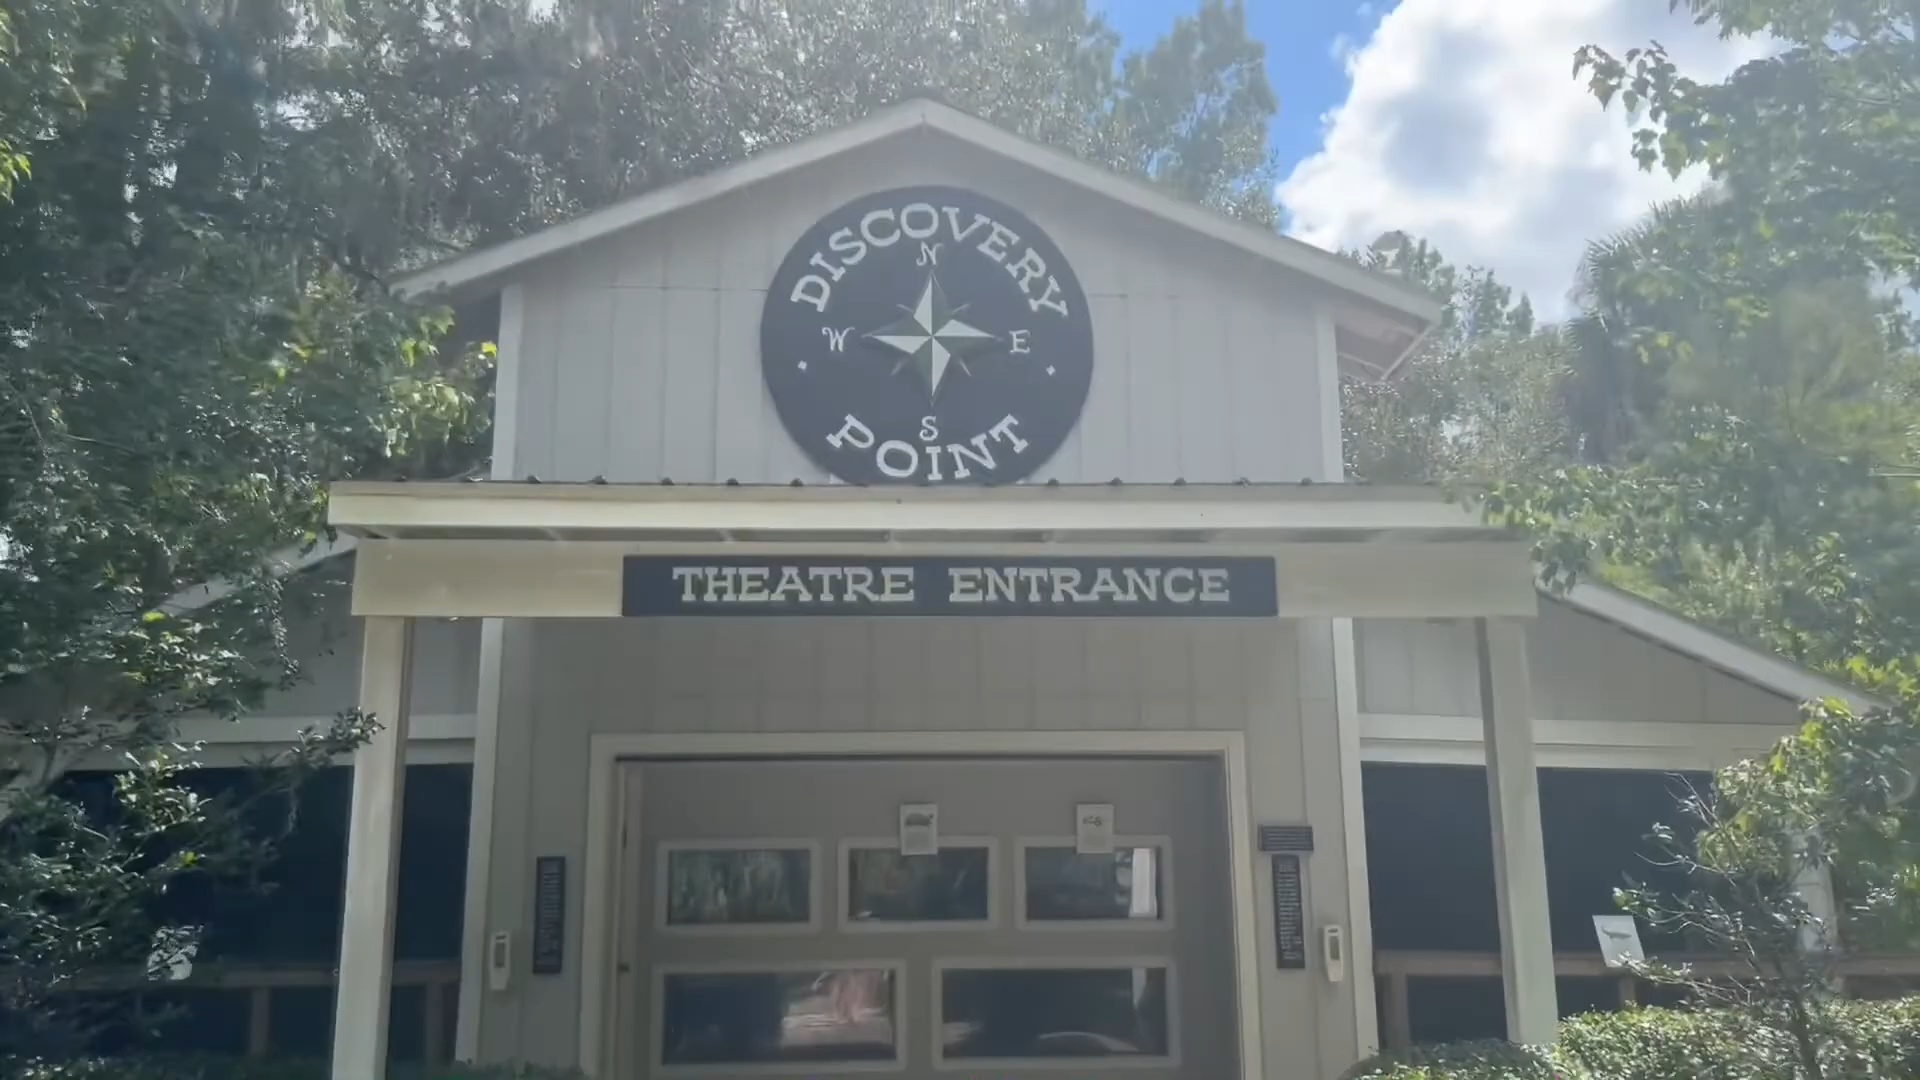 DISCOVERY
N
W E
S
POINT
THEATRE ENTRANCE